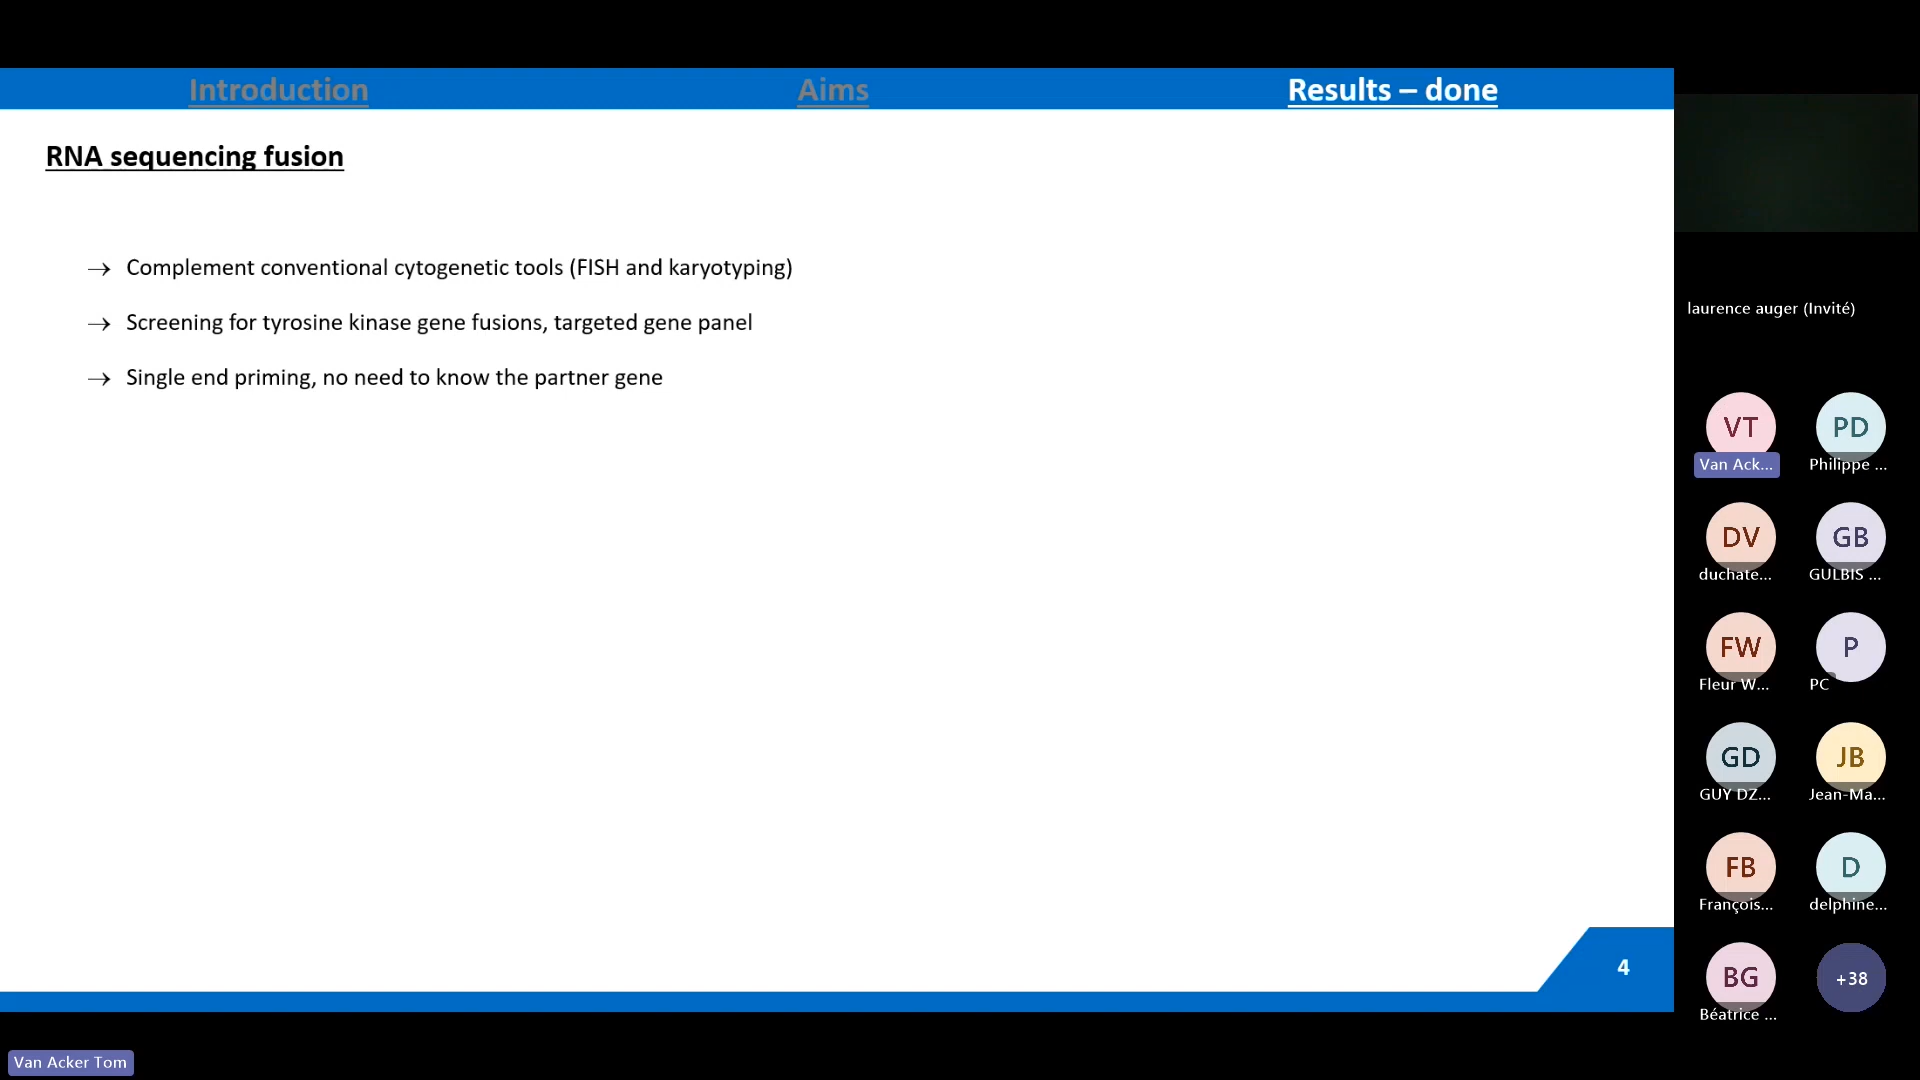 Introduction
Aims
Results – done
RNA sequencing fusion
→ Complement conventional cytogenetic tools (FISH and karyotyping)
→ Screening for tyrosine kinase gene fusions, targeted gene panel
→ Single end priming, no need to know the partner gene
4
laurence auger (Invité)
VT
PD
Van Ack...
Philippe ...
DV
GB
duchate...
GULBIS ...
FW
P
Fleur W...
PC
GD
JB
GUY DZ...
Jean-Ma...
FB
D
François...
delphine...
BG
+38
Béatrice ...
Van Acker Tom